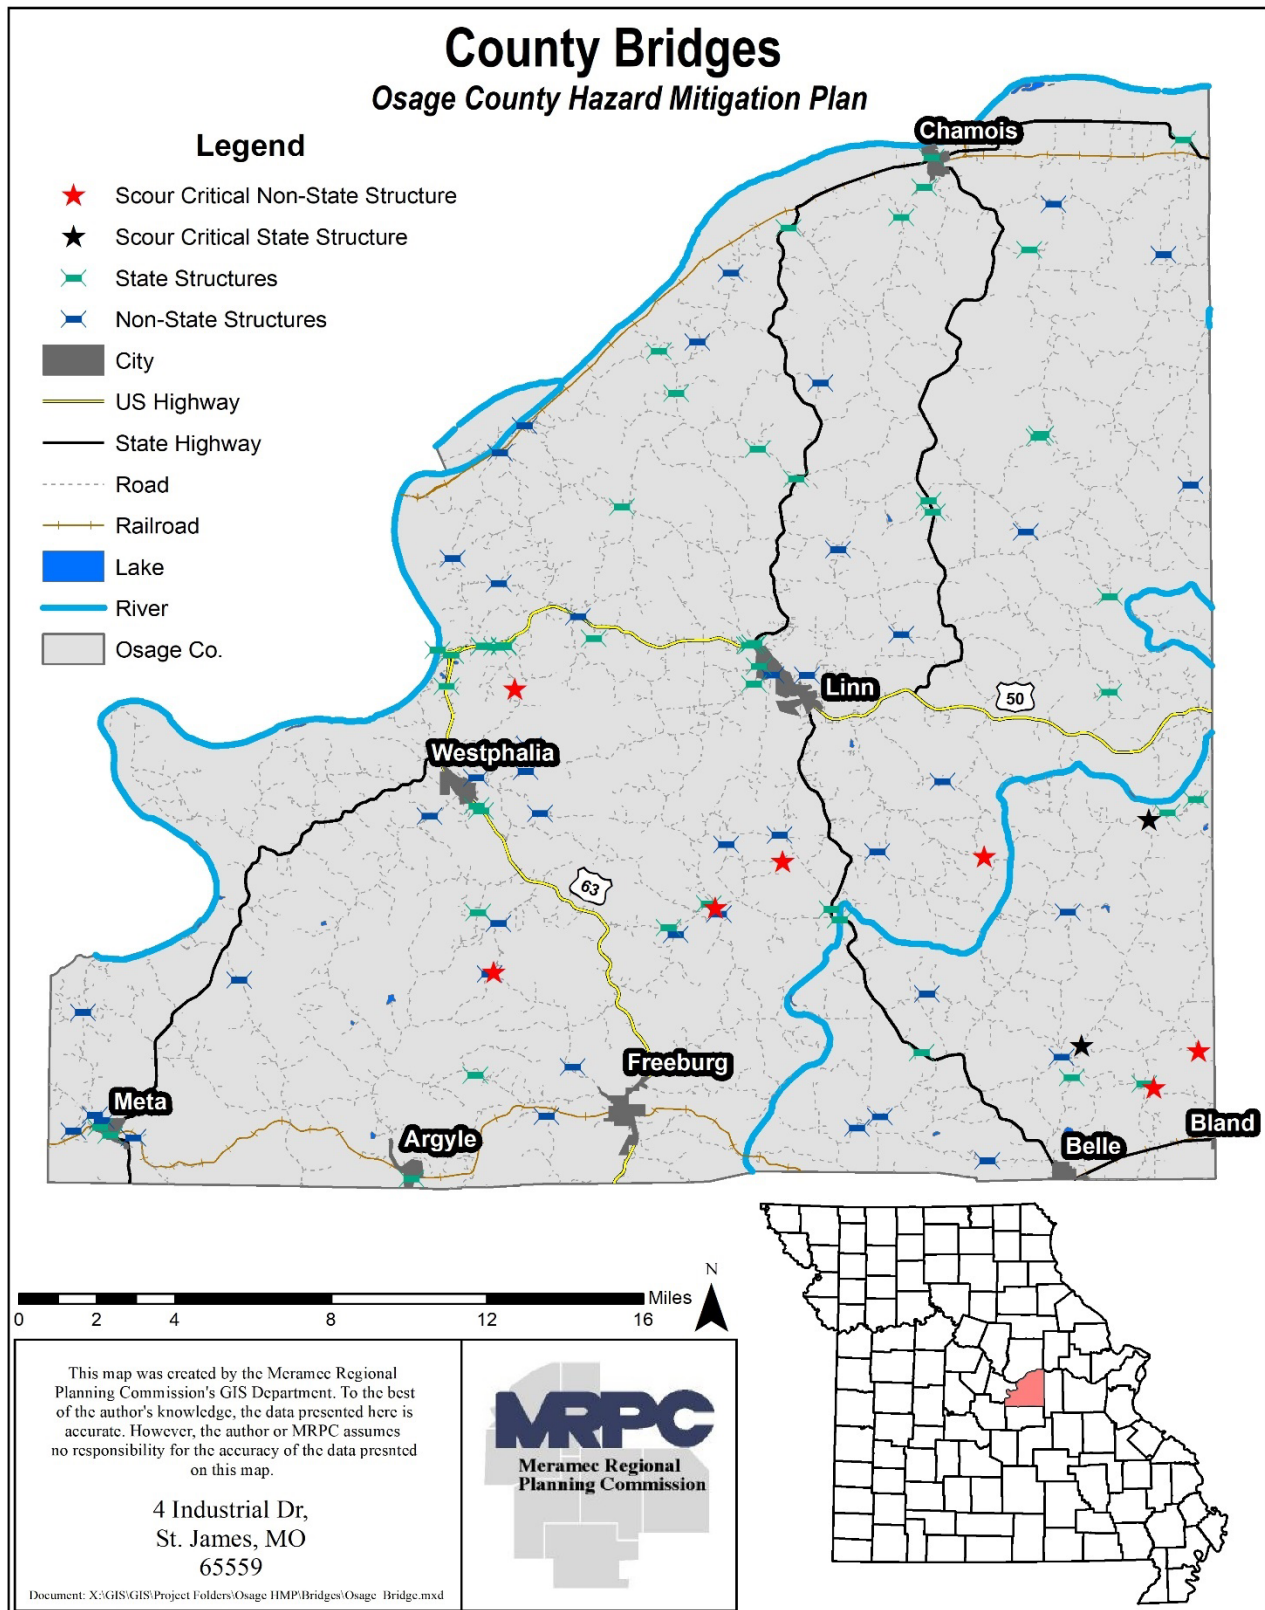 County Bridges
Osage County Hazard Mitigation Plan
Legend
Scour Critical Non-State Structure
Scour Critical State Structure
State Structures
Non-State Structures
City
US Highway
State Highway
Road
Railroad
Lake
River
Osage Co.
Chamois
Linn
50
Westphalia
63
Freeburg
Meta
Argyle
Belle
Bland
N
Miles
0 2 4 8 12 16
This map was created by the Meramec Regional
Planning Commission's GIS Department. To the best
of the author's knowledge, the data presented here is
accurate. However, the author or MRPC assumes
no responsibility for the accuracy of the data presnted
on this map.
4 Industrial Dr,
St. James, MO
65559
Document: X:\GIS\GIS\Project Folders\Osage HMP\Bridges\Osage_Bridge.mxd
MRPC
Meramec Regional
Planning Commission